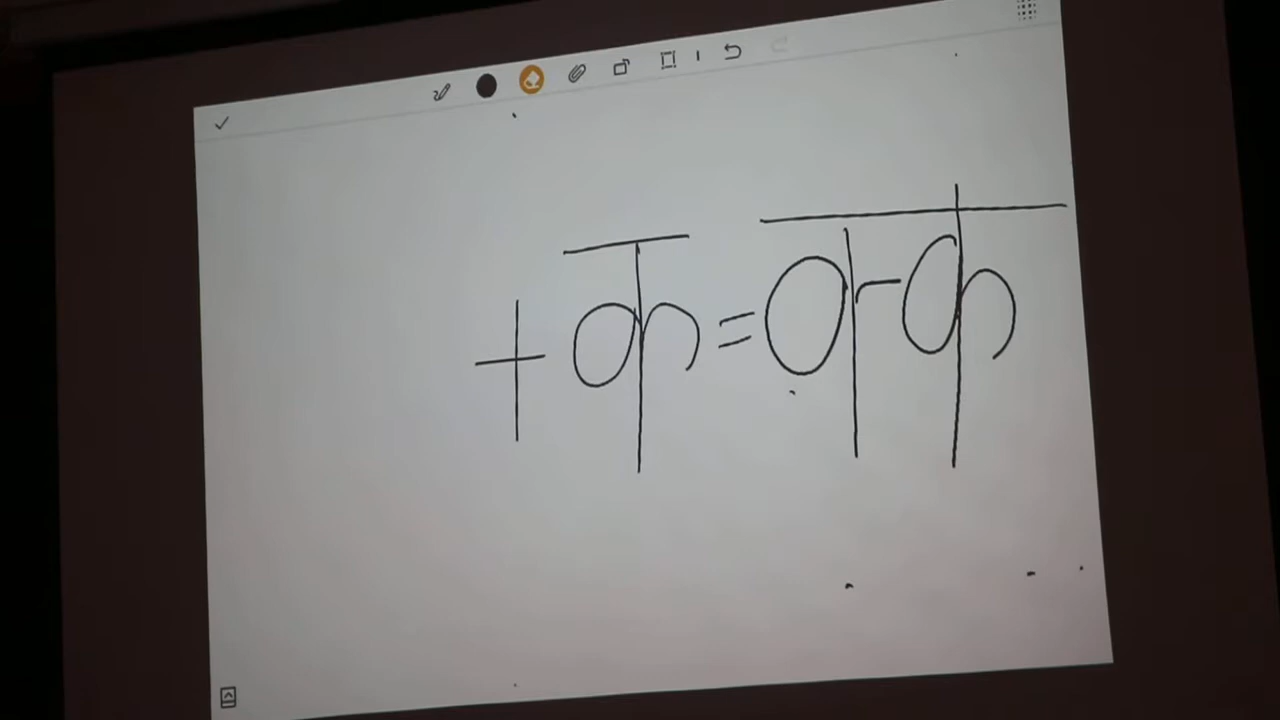 + क = क्क